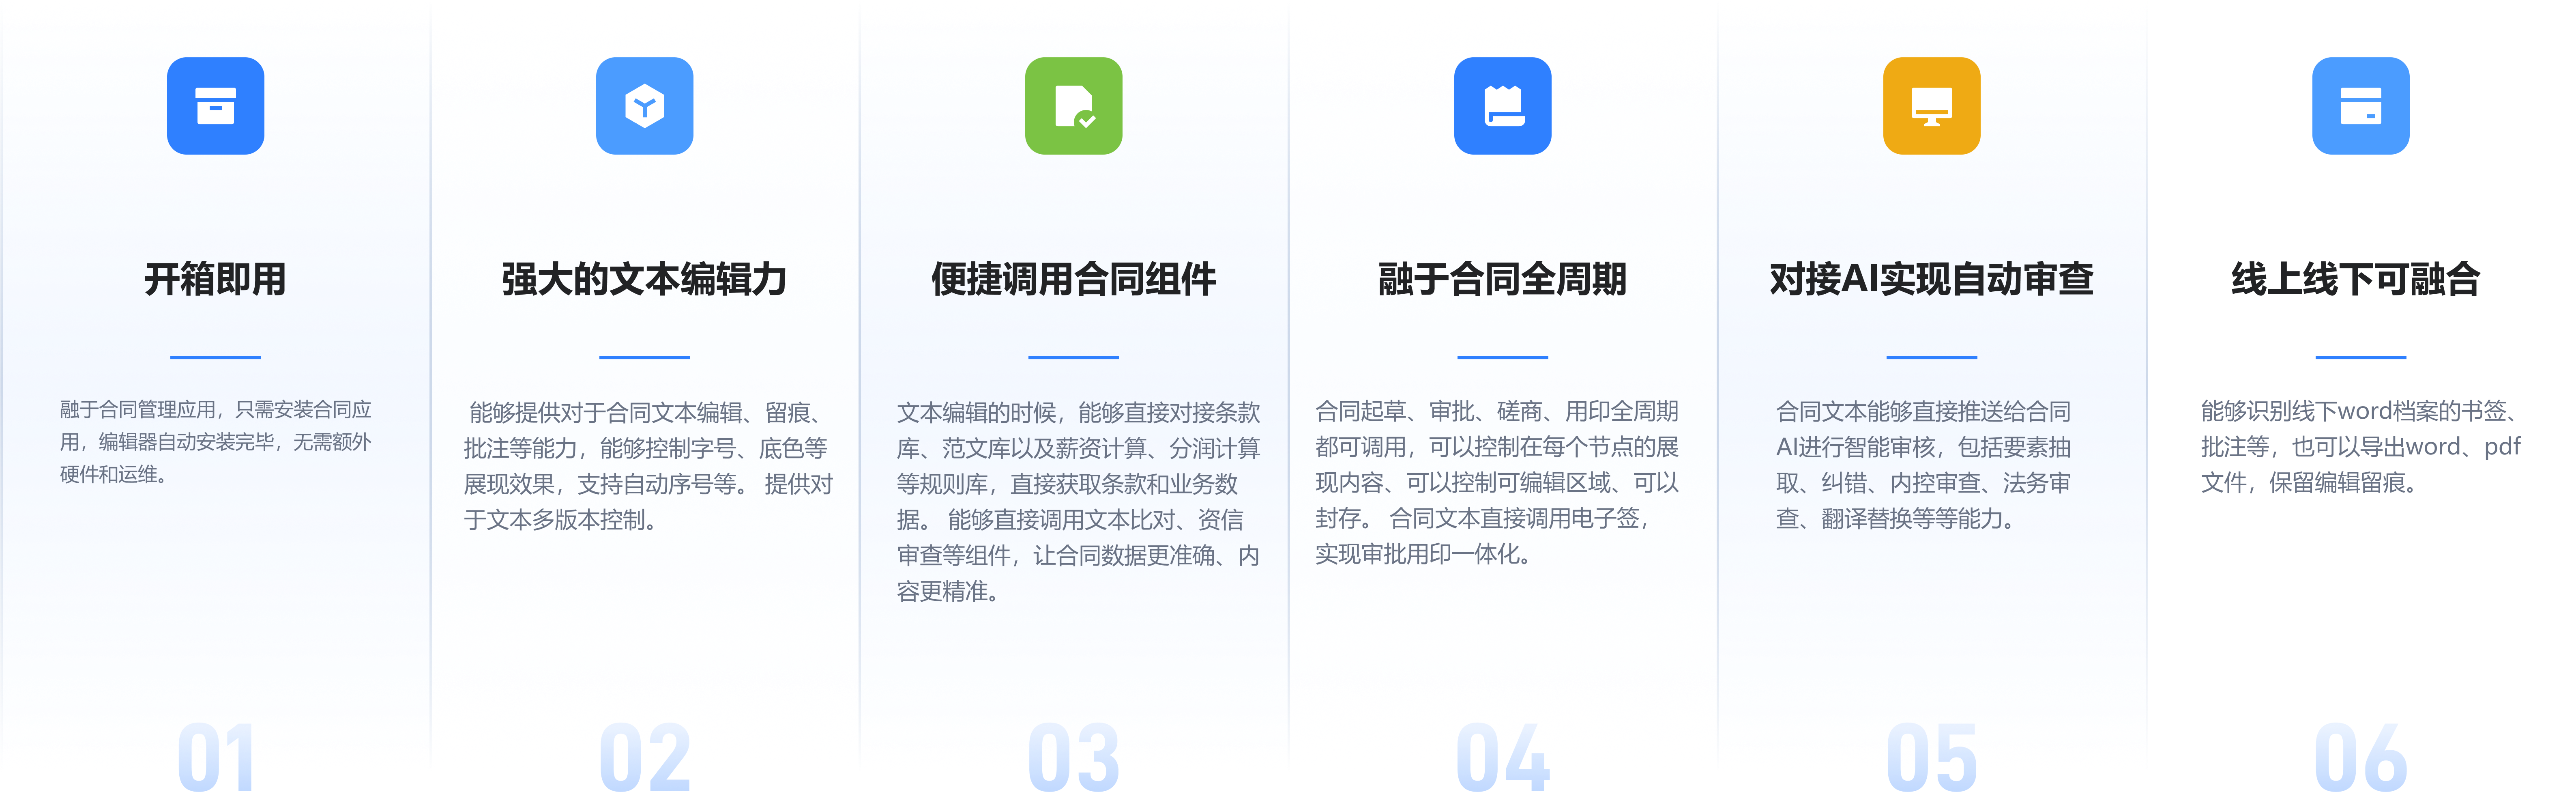 开箱即用
融于合同管理应用，只需安装合同应
用，编辑器自动安装完毕，无需额外
硬件和运维。
01
强大的文本编辑力
能够提供对于合同文本编辑、留痕、
批注等能力，能够控制字号、底色等
展现效果，支持自动序号等。 提供对
于文本多版本控制。
02
便捷调用合同组件
文本编辑的时候，能够直接对接条款
库、范文库以及薪资计算、分润计算
等规则库，直接获取条款和业务数
据。 能够直接调用文本比对、资信
审查等组件，让合同数据更准确、内
容更精准。
03
融于合同全周期
合同起草、审批、磋商、用印全周期
都可调用，可以控制在每个节点的展
现内容、可以控制可编辑区域、可以
封存。 合同文本直接调用电子签，
实现审批用印一体化。
04
对接AI实现自动审查
合同文本能够直接推送给合同
AI进行智能审核，包括要素抽
取、纠错、内控审查、法务审
查、翻译替换等等能力。
05
线上线下可融合
能够识别线下word档案的书签、
批注等，也可以导出word、pdf
文件，保留编辑留痕。
06